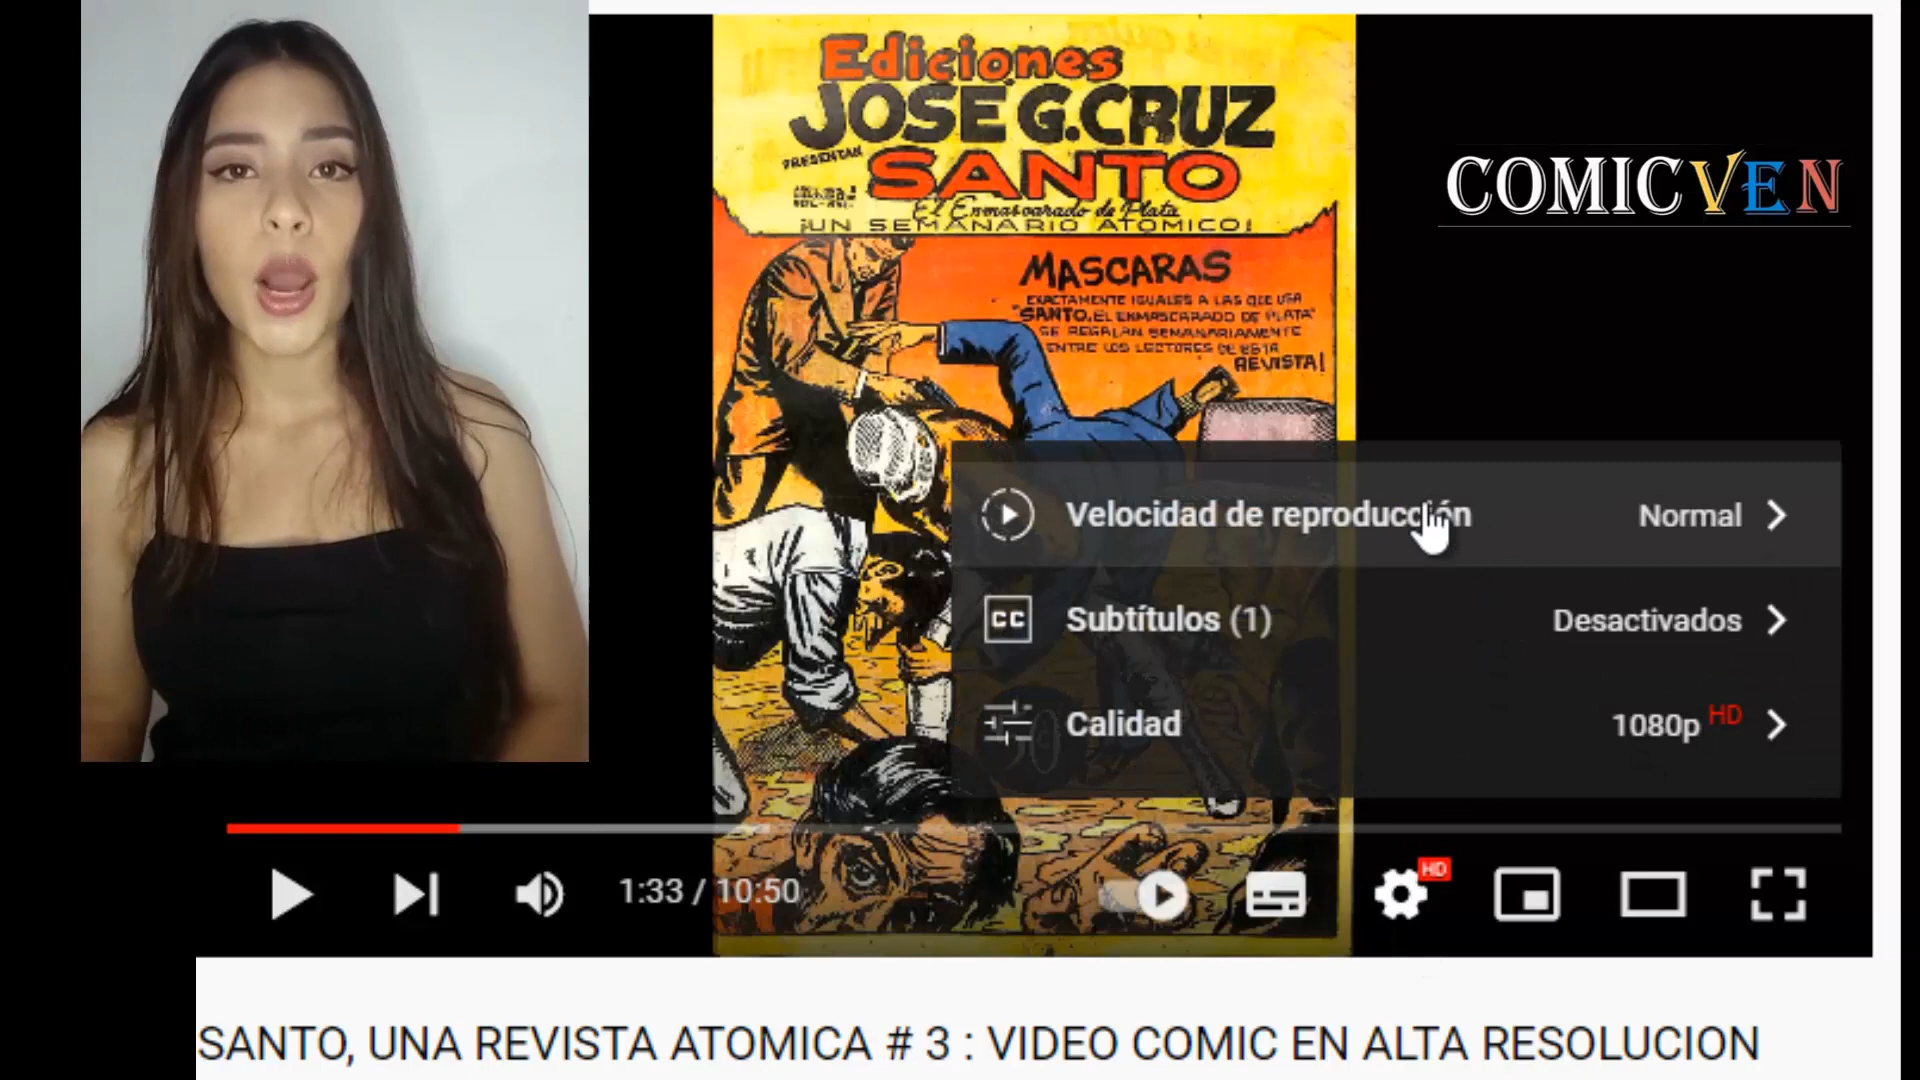 Ediciones
JOSE G. CRUZ
PRESENTAN
SANTO
El Enmascarado de Plata
¡UN SEMANARIO ATOMICO!
MASCARAS
EXACTAMENTE IGUALES A LAS QUE USA
"SANTO, EL ENMASCARADO DE PLATA"
SE REGALAN SEMANARIAMENTE
ENTRE LOS LECTORES DE ESTA
REVISTA!
COMICVEN
Velocidad de reproducción Normal
CC Subtítulos (1) Desactivados
Calidad 1080p HD
1:33 / 10:50
HD
SANTO, UNA REVISTA ATOMICA # 3 : VIDEO COMIC EN ALTA RESOLUCION